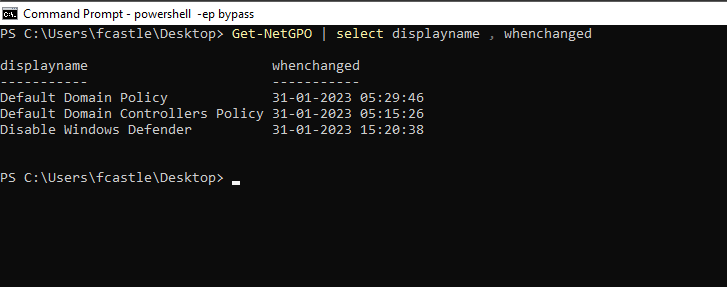 Command Prompt - powershell -ep bypass
PS C:\Users\fcastle\Desktop> Get-NetGPO | select displayname , whenchanged
displayname                       whenchanged
-----------                       -----------
Default Domain Policy             31-01-2023 05:29:46
Default Domain Controllers Policy 31-01-2023 05:15:26
Disable Windows Defender          31-01-2023 15:20:38
PS C:\Users\fcastle\Desktop>